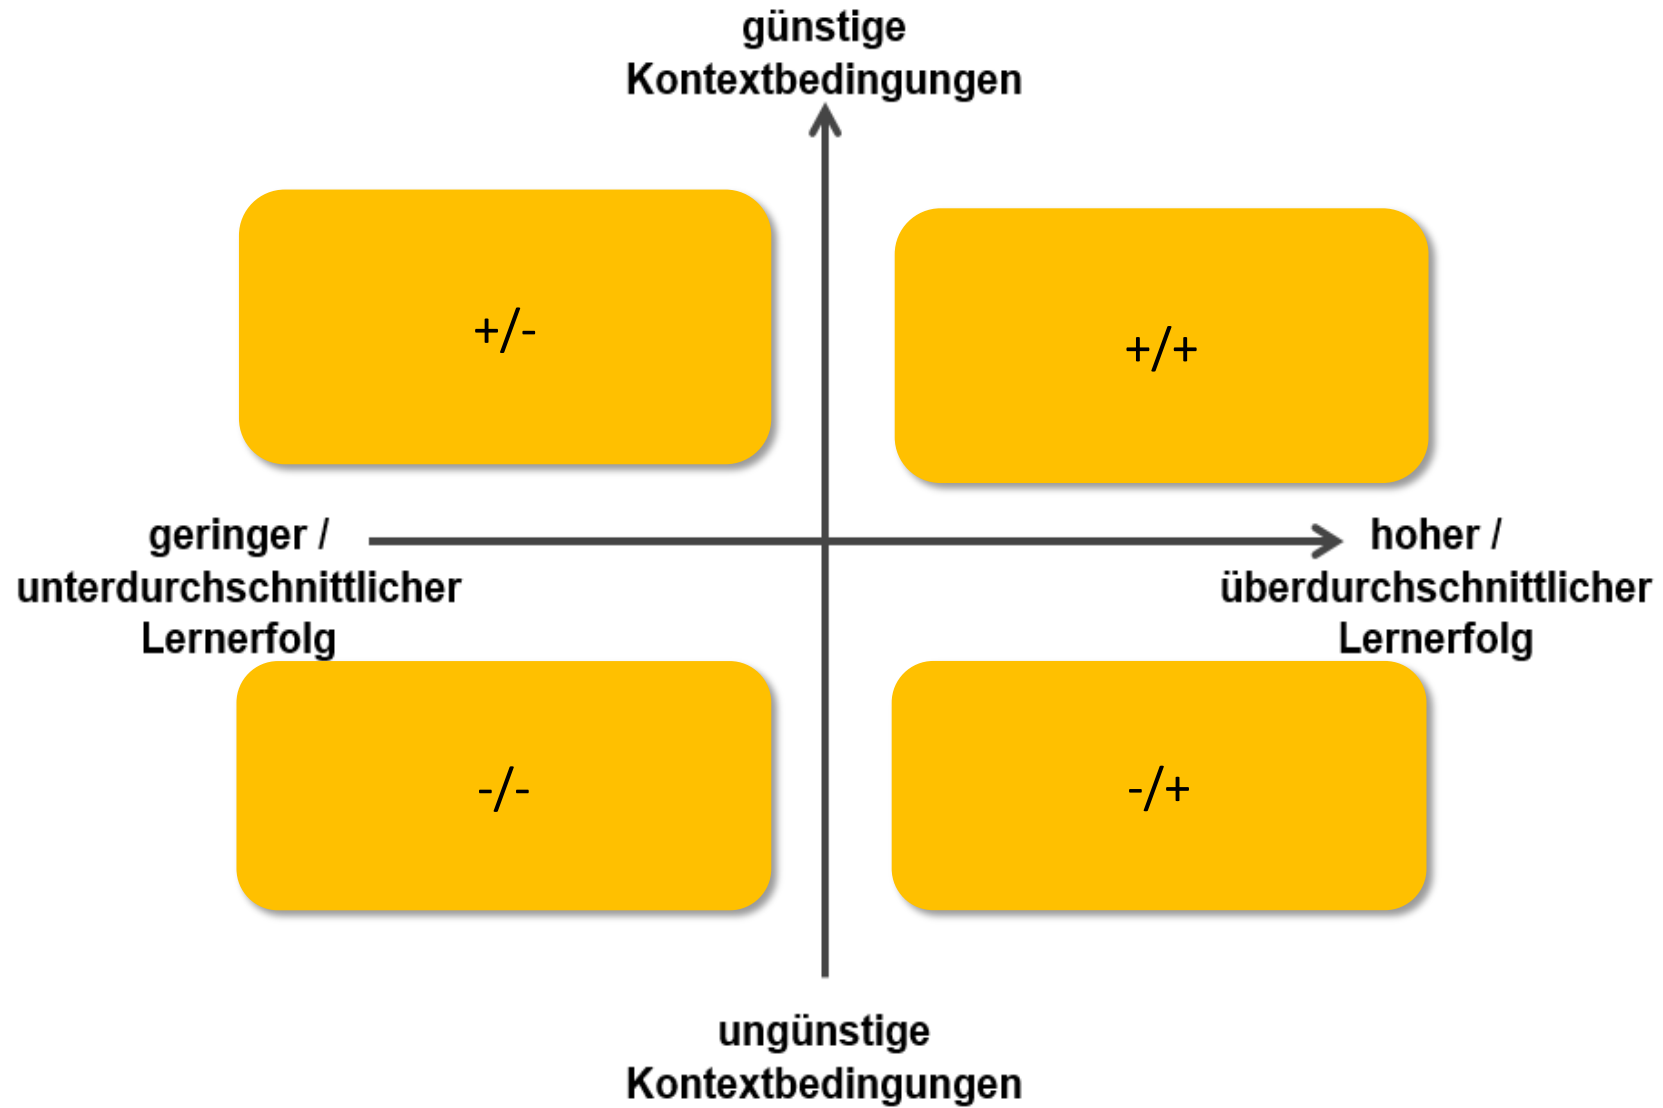 günstige
Kontextbedingungen
+/-
+/+
geringer /
unterdurchschnittlicher
Lernerfolg
hoher /
überdurchschnittlicher
Lernerfolg
-/-
-/+
ungünstige
Kontextbedingungen